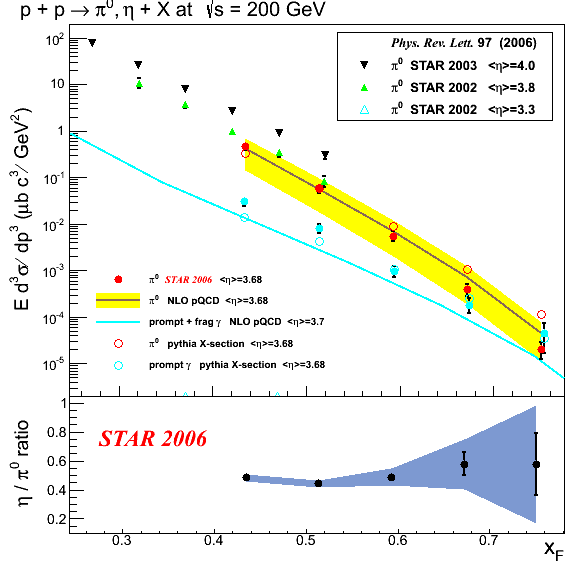 p + p → π⁰, η + X at √s = 200 GeV
Phys. Rev. Lett. 97 (2006)
π⁰ STAR 2003 <η>=4.0
π⁰ STAR 2002 <η>=3.8
π⁰ STAR 2002 <η>=3.3
E d³σ/dp³ (μb c³/GeV²)
10²
10
1
10⁻¹
10⁻²
10⁻³
10⁻⁴
10⁻⁵
π⁰ STAR 2006 <η>=3.68
π⁰ NLO pQCD <η>=3.68
prompt + frag γ NLO pQCD <η>=3.7
π⁰ pythia X-section <η>=3.68
prompt γ pythia X-section <η>=3.68
η / π⁰ ratio
1
0.8
0.6
0.4
0.2
STAR 2006
0.3 0.4 0.5 0.6 0.7
x_F